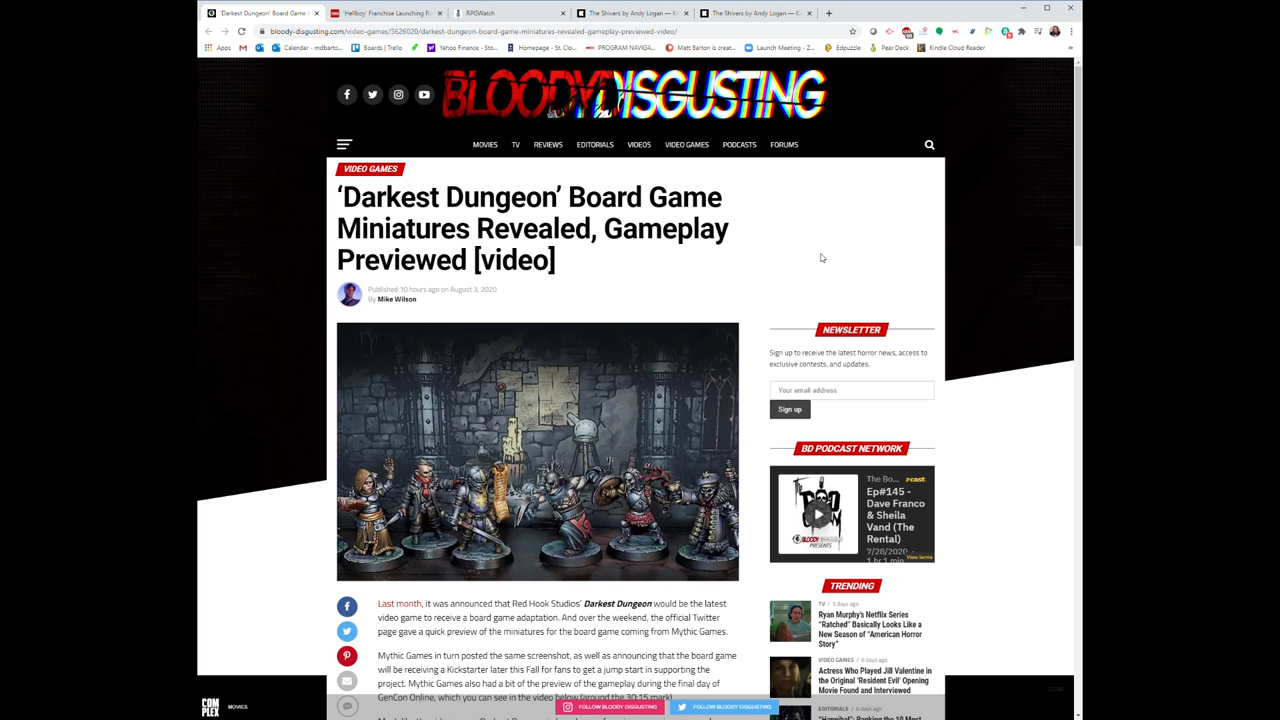 'Darkest Dungeon' Board Game
'Hellboy' Franchise Launching
RPGWatch
The Shivers by Andy Logan —
The Shivers by Andy Logan —
bloody-disgusting.com/video-games/3626020/darkest-dungeon-board-game-miniatures-revealed-gameplay-previewed-video/
Apps
Calendar - mdbarto...
Boards | Trello
Yahoo Finance - Sto...
Homepage - St. Clo...
PROGRAM NAVIGA...
Matt Barton is creat...
Launch Meeting - Z...
Edpuzzle
Pear Deck
Kindle Cloud Reader
BLOODY DISGUSTING
MOVIES
TV
REVIEWS
EDITORIALS
VIDEOS
VIDEO GAMES
PODCASTS
FORUMS
VIDEO GAMES
‘Darkest Dungeon’ Board Game
Miniatures Revealed, Gameplay
Previewed [video]
Published 10 hours ago on August 3, 2020
By Mike Wilson
Last month, it was announced that Red Hook Studios’ Darkest Dungeon would be the latest
video game to receive a board game adaptation. And over the weekend, the official Twitter
page gave a quick preview of the miniatures for the board game coming from Mythic Games.
Mythic Games in turn posted the same screenshot, as well as announcing that the board game
will be receiving a Kickstarter later this Fall for fans to get a jump start in supporting the
project. Mythic Games also had a bit of the preview of the gameplay during the final day of
GenCon Online, which you can see in the video below (around the 30:15 mark).
NEWSLETTER
Sign up to receive the latest horror news, access to
exclusive contests, and updates.
Your email address
Sign up
BD PODCAST NETWORK
The Bo...
Ep#145 -
Dave Franco
& Sheila
Vand (The
Rental)
7/28/2020
1 hr 1 min
View terms
BLOODY
PRESENTS
TRENDING
TV / 5 days ago
Ryan Murphy's Netflix Series
"Ratched" Basically Looks Like a
New Season of "American Horror
Story"
VIDEO GAMES / 6 days ago
Actress Who Played Jill Valentine in
the Original 'Resident Evil' Opening
Movie Found and Interviewed
EDITORIALS / 6 days ago
"Hannibal": Ranking the 10 Most
FOLLOW BLOODY DISGUSTING
FOLLOW BLOODY DISGUSTING
COMPLEX
MOVIES